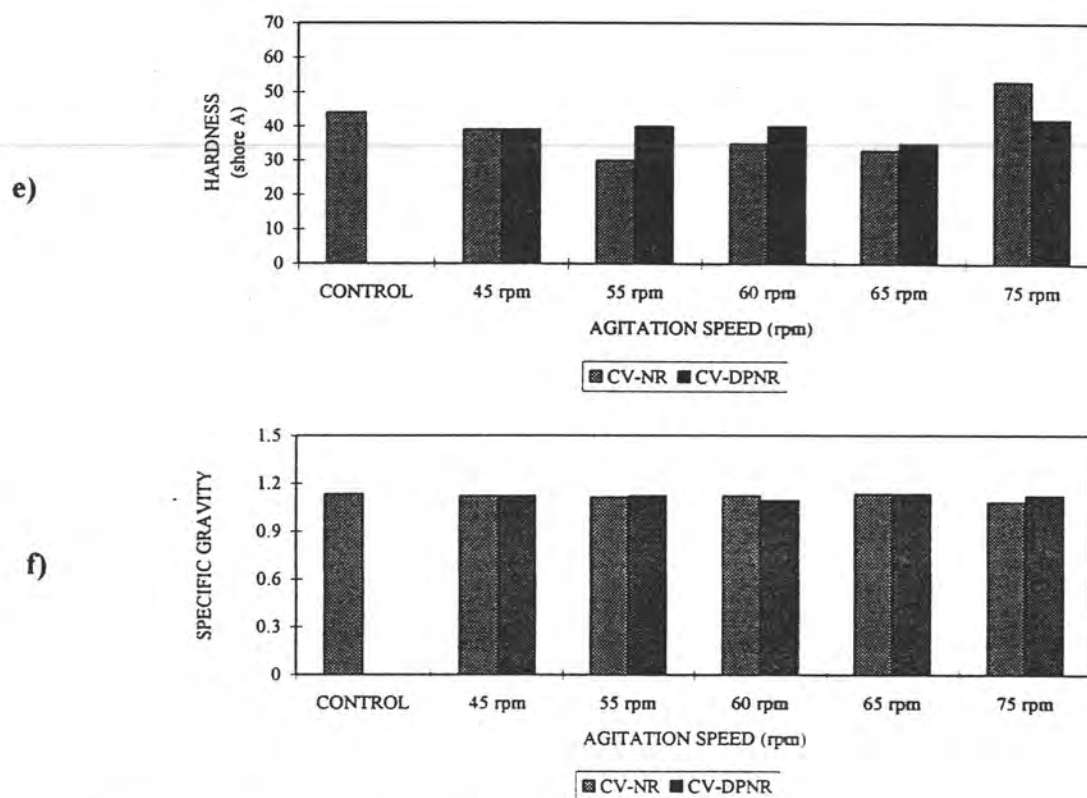 e)
HARDNESS
(shore A)
70
60
50
40
30
20
10
0
CONTROL 45 rpm 55 rpm 60 rpm 65 rpm 75 rpm
AGITATION SPEED (rpm)
CV-NR CV-DPNR
f)
SPECIFIC GRAVITY
1.5
1.2
0.9
0.6
0.3
0
CONTROL 45 rpm 55 rpm 60 rpm 65 rpm 75 rpm
AGITATION SPEED (rpm)
CV-NR CV-DPNR